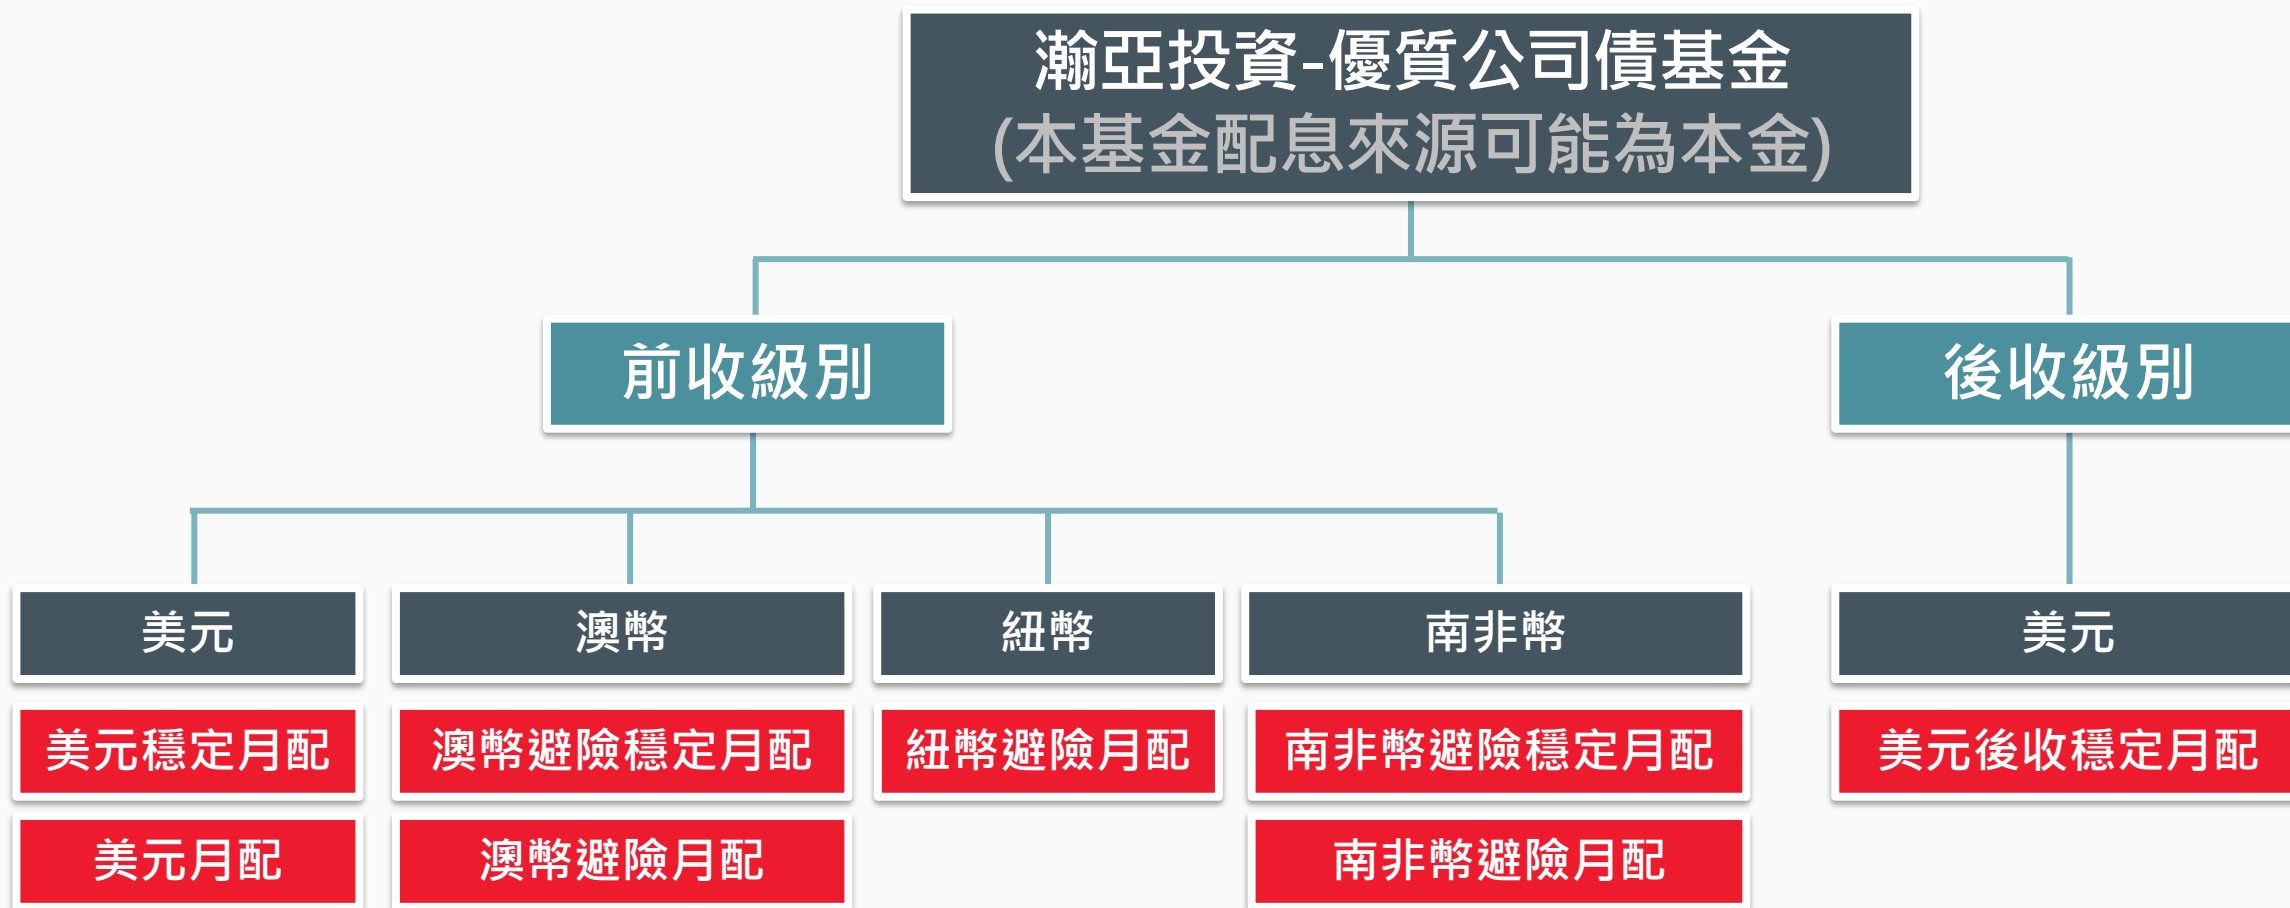 瀚亞投資-優質公司債基金
(本基金配息來源可能為本金)
前收級別
後收級別
美元
澳幣
紐幣
南非幣
美元
美元穩定月配
澳幣避險穩定月配
紐幣避險月配
南非幣避險穩定月配
美元後收穩定月配
美元月配
澳幣避險月配
南非幣避險月配